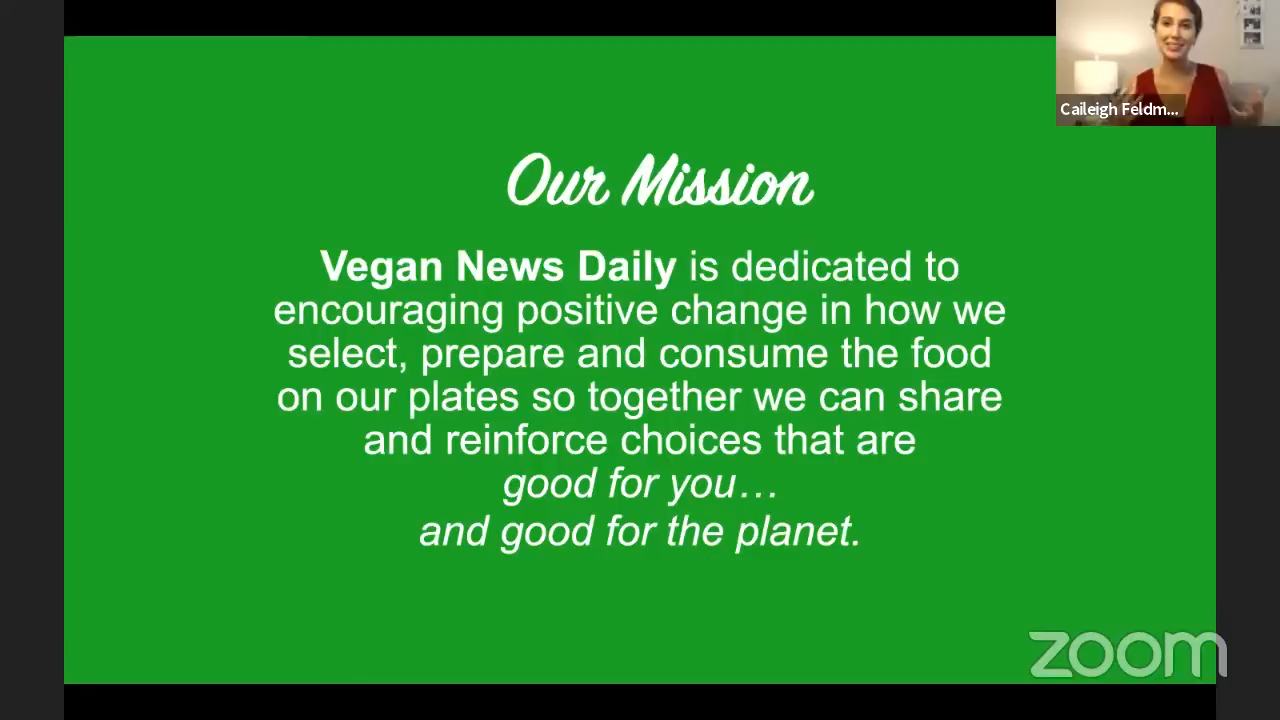 Caileigh Feldm...
Our Mission
Vegan News Daily is dedicated to
encouraging positive change in how we
select, prepare and consume the food
on our plates so together we can share
and reinforce choices that are
good for you…
and good for the planet.
zoom